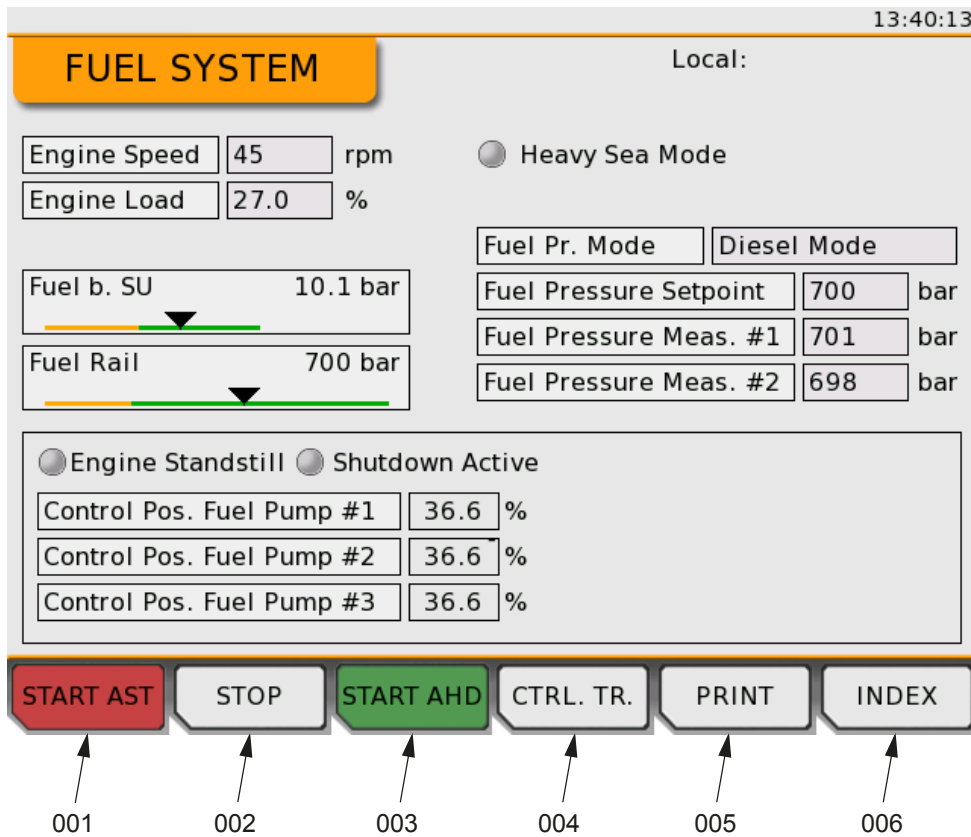 13:40:13
FUEL SYSTEM
Local:
Engine Speed 45 rpm
Heavy Sea Mode
Engine Load 27.0 %
Fuel Pr. Mode Diesel Mode
Fuel b. SU 10.1 bar
Fuel Pressure Setpoint 700 bar
Fuel Pressure Meas. #1 701 bar
Fuel Rail 700 bar
Fuel Pressure Meas. #2 698 bar
Engine Standstill Shutdown Active
Control Pos. Fuel Pump #1 36.6 %
Control Pos. Fuel Pump #2 36.6 %
Control Pos. Fuel Pump #3 36.6 %
START AST STOP START AHD CTRL. TR. PRINT INDEX
001 002 003 004 005 006